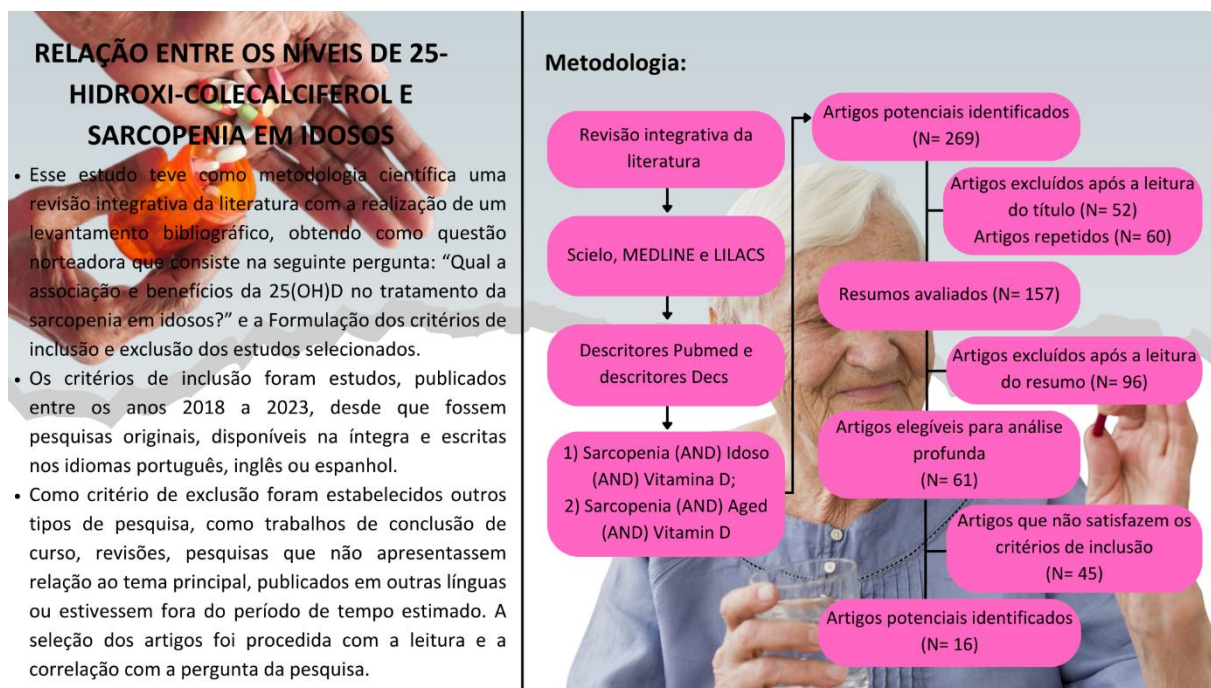 RELAÇÃO ENTRE OS NÍVEIS DE 25-
HIDROXI-COLECALCIFEROL E
SARCOPENIA EM IDOSOS
• Esse estudo teve como metodologia científica uma
revisão integrativa da literatura com a realização de um
levantamento bibliográfico, obtendo como questão
norteadora que consiste na seguinte pergunta: “Qual a
associação e benefícios da 25(OH)D no tratamento da
sarcopenia em idosos?” e a Formulação dos critérios de
inclusão e exclusão dos estudos selecionados.
• Os critérios de inclusão foram estudos, publicados
entre os anos 2018 a 2023, desde que fossem
pesquisas originais, disponíveis na íntegra e escritas
nos idiomas português, inglês ou espanhol.
• Como critério de exclusão foram estabelecidos outros
tipos de pesquisa, como trabalhos de conclusão de
curso, revisões, pesquisas que não apresentassem
relação ao tema principal, publicados em outras línguas
ou estivessem fora do período de tempo estimado. A
seleção dos artigos foi procedida com a leitura e a
correlação com a pergunta da pesquisa.
Metodologia:
Revisão integrativa da
literatura
Scielo, MEDLINE e LILACS
Descritores Pubmed e
descritores Decs
1) Sarcopenia (AND) Idoso
(AND) Vitamina D;
2) Sarcopenia (AND) Aged
(AND) Vitamin D
Artigos potenciais identificados
(N= 269)
Artigos excluídos após a leitura
do título (N= 52)
Artigos repetidos (N= 60)
Resumos avaliados (N= 157)
Artigos excluídos após a leitura
do resumo (N= 96)
Artigos elegíveis para análise
profunda
(N= 61)
Artigos que não satisfazem os
critérios de inclusão
(N= 45)
Artigos potenciais identificados
(N= 16)